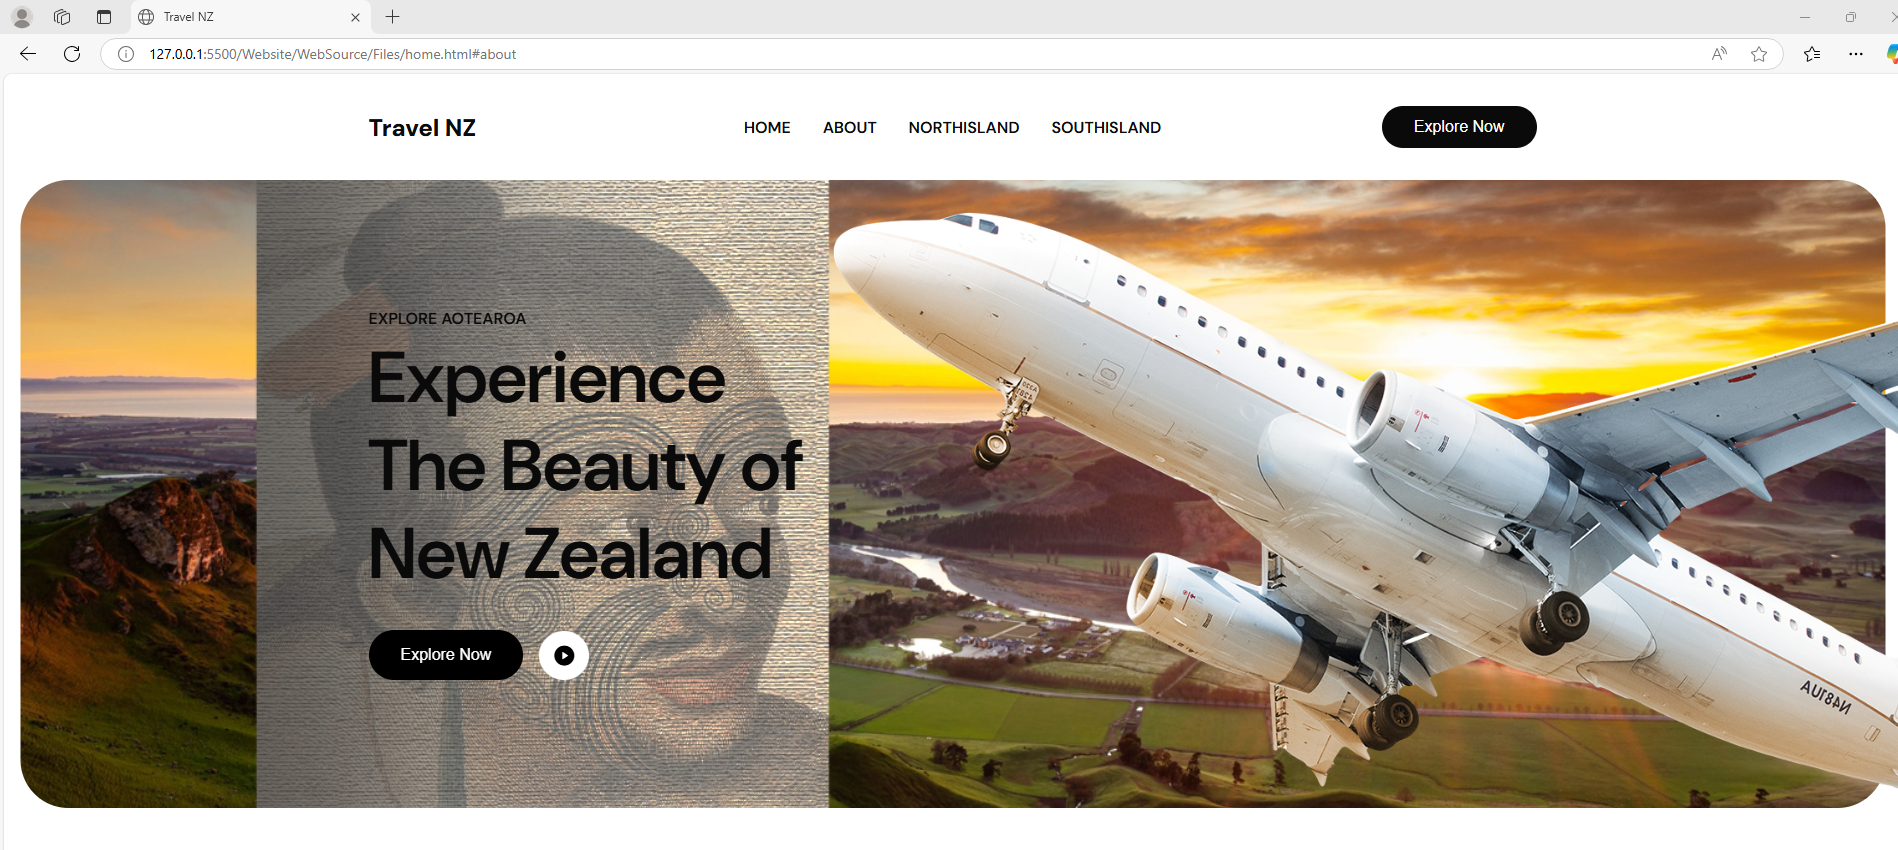 Travel NZ
127.0.0.1:5500/Website/WebSource/Files/home.html#about
Travel NZ
HOME
ABOUT
NORTHISLAND
SOUTHISLAND
Explore Now
EXPLORE AOTEAROA
Experience
The Beauty of
New Zealand
Explore Now
N481UA